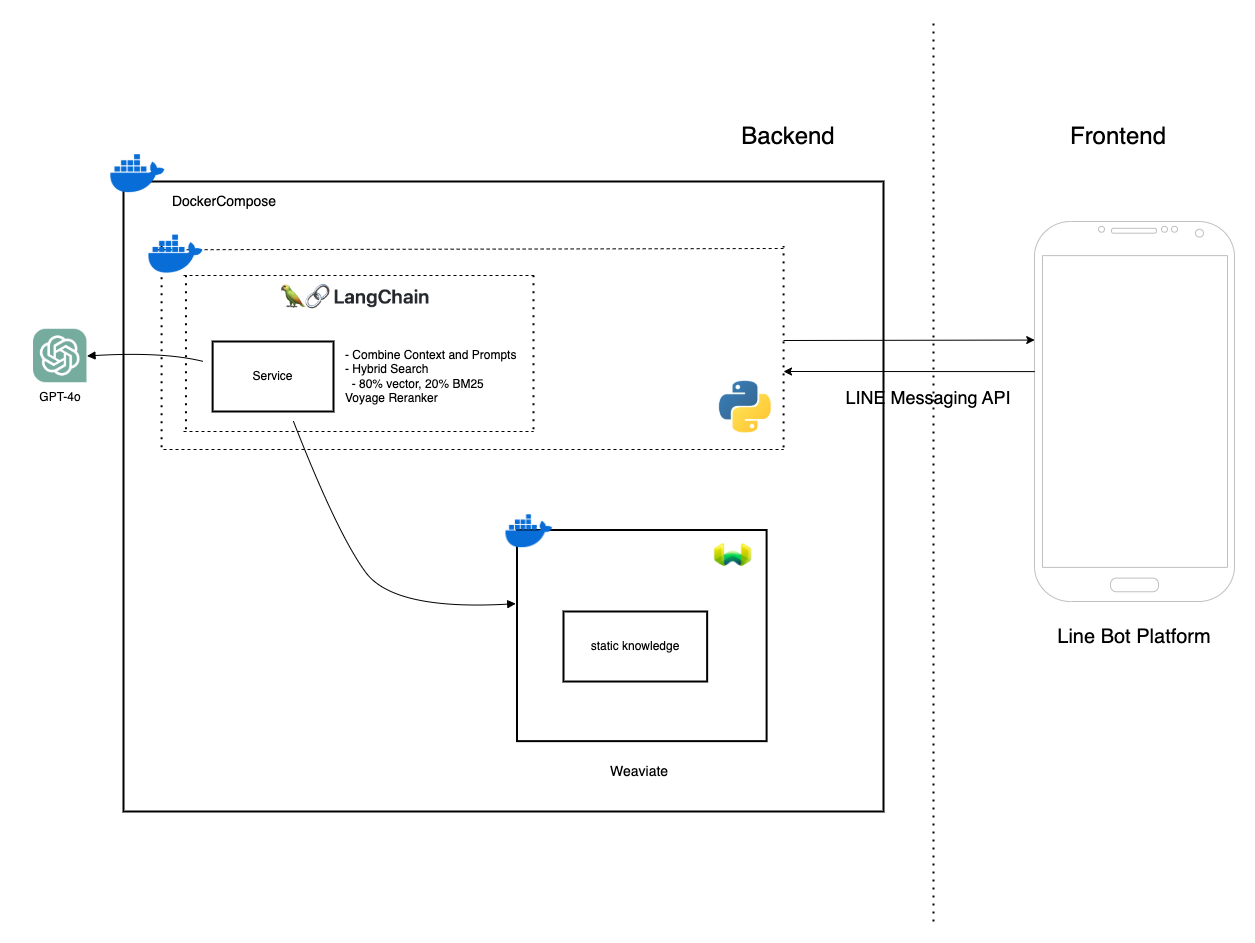 Backend
Frontend
DockerCompose
LangChain
Service
- Combine Context and Prompts
- Hybrid Search
- 80% vector, 20% BM25
Voyage Reranker
GPT-4o
LINE Messaging API
static knowledge
Weaviate
Line Bot Platform